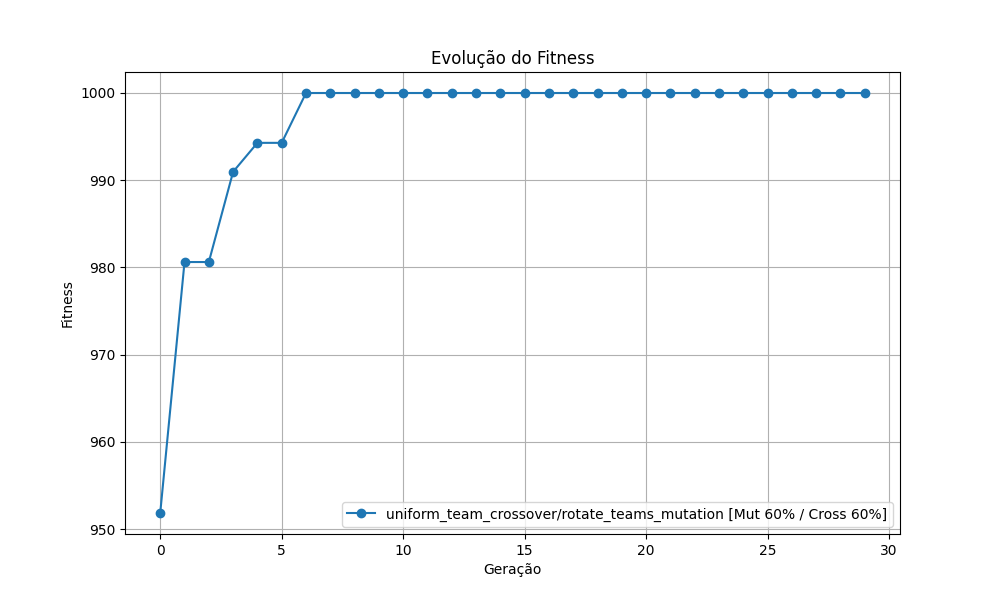 Evolução do Fitness
Fitness
1000
990
980
970
960
950
uniform_team_crossover/rotate_teams_mutation [Mut 60% / Cross 60%]
0 5 10 15 20 25 30
Geração